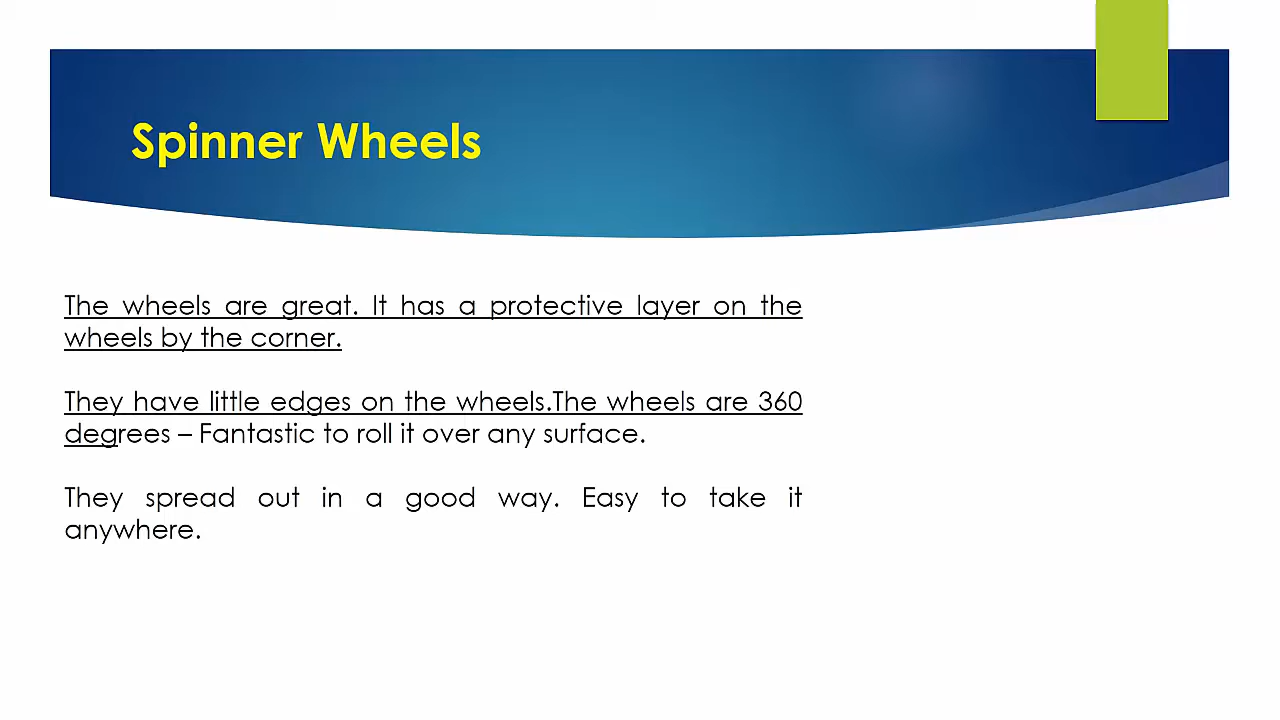 Spinner Wheels
The wheels are great. It has a protective layer on the
wheels by the corner.
They have little edges on the wheels.The wheels are 360
degrees – Fantastic to roll it over any surface.
They spread out in a good way. Easy to take it
anywhere.